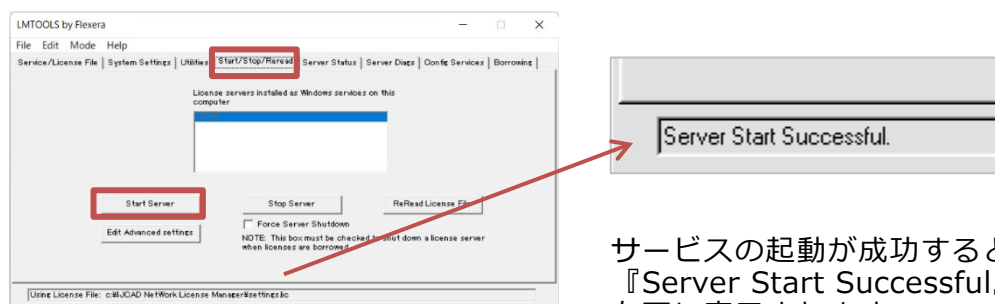 LMTOOLS by Flexera
File Edit Mode Help
Service/License File System Settings Utilities Start/Stop/Reread Server Status Server Diags Config Services Borrowing
License servers installed as Windows services on this
computer
Start Server Stop Server ReRead License File
Edit Advanced settings
Force Server Shutdown
NOTE: This box must be checked to shut down a license server
when licenses are borrowed.
Using License File: c:¥IJCAD NetWork License Manager¥settings.lic
Server Start Successful.
サービスの起動が成功すると
『Server Start Successful.